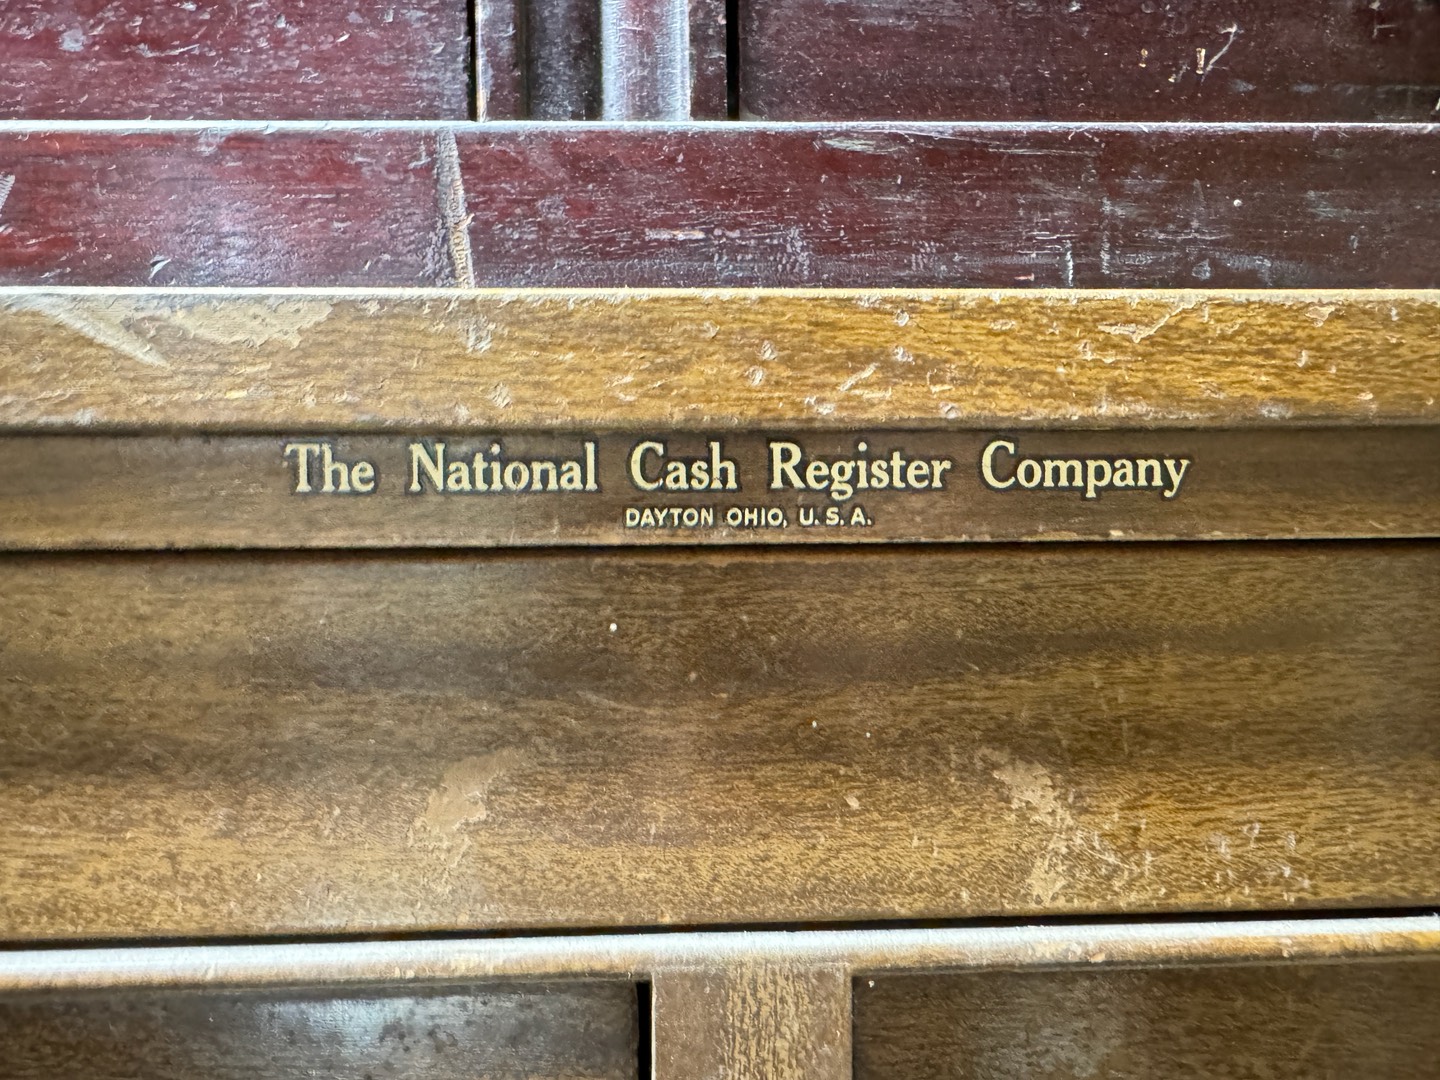 The National Cash Register Company
DAYTON OHIO, U.S.A.